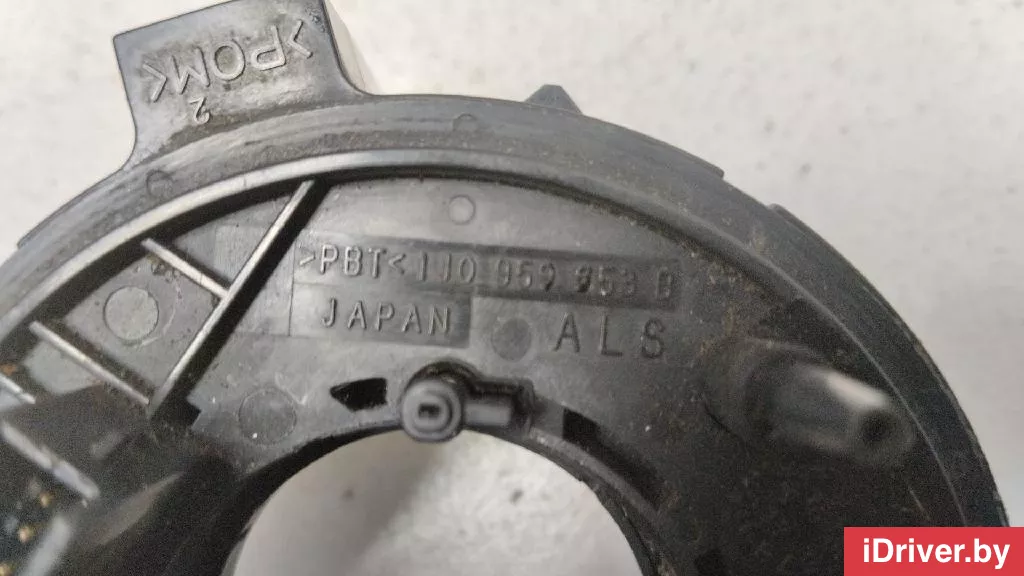 >POM<
2
>PBT< 1J0 959 653 B
JAPAN
ALS
iDriver.by